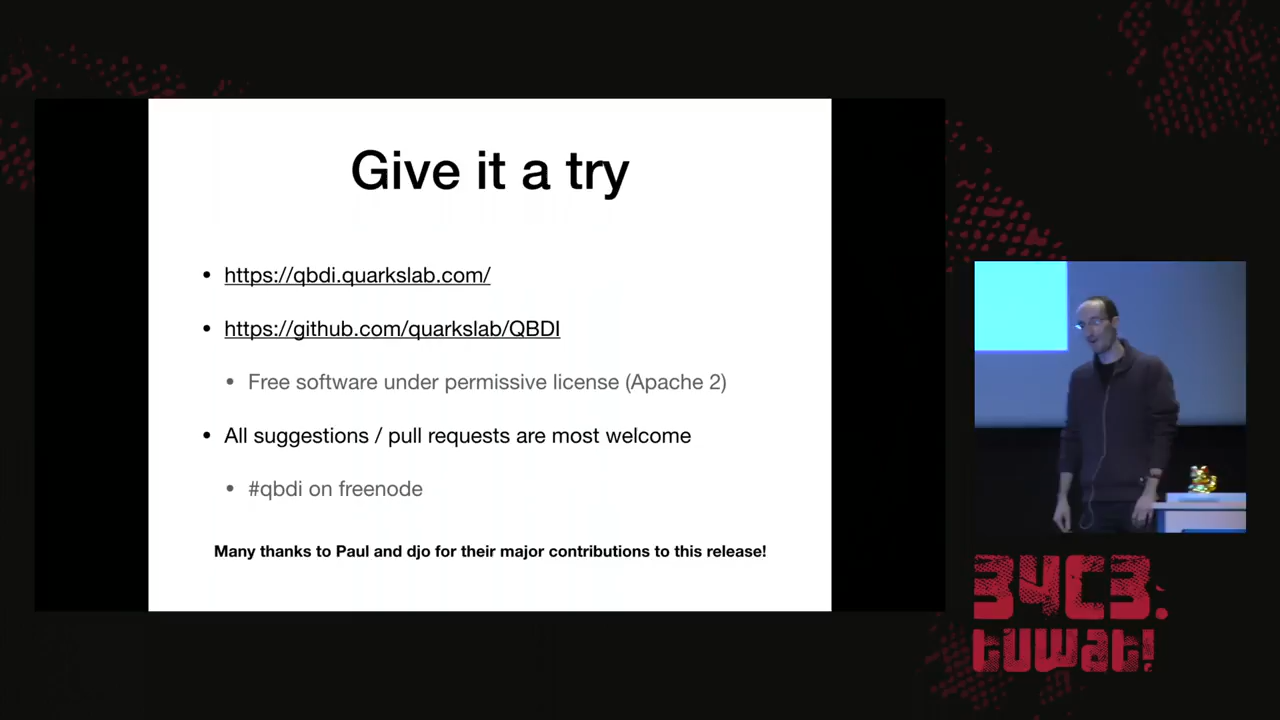 Give it a try
• https://qbdi.quarkslab.com/
• https://github.com/quarkslab/QBDI
• Free software under permissive license (Apache 2)
• All suggestions / pull requests are most welcome
• #qbdi on freenode
Many thanks to Paul and djo for their major contributions to this release!
34C3.
tuwat!